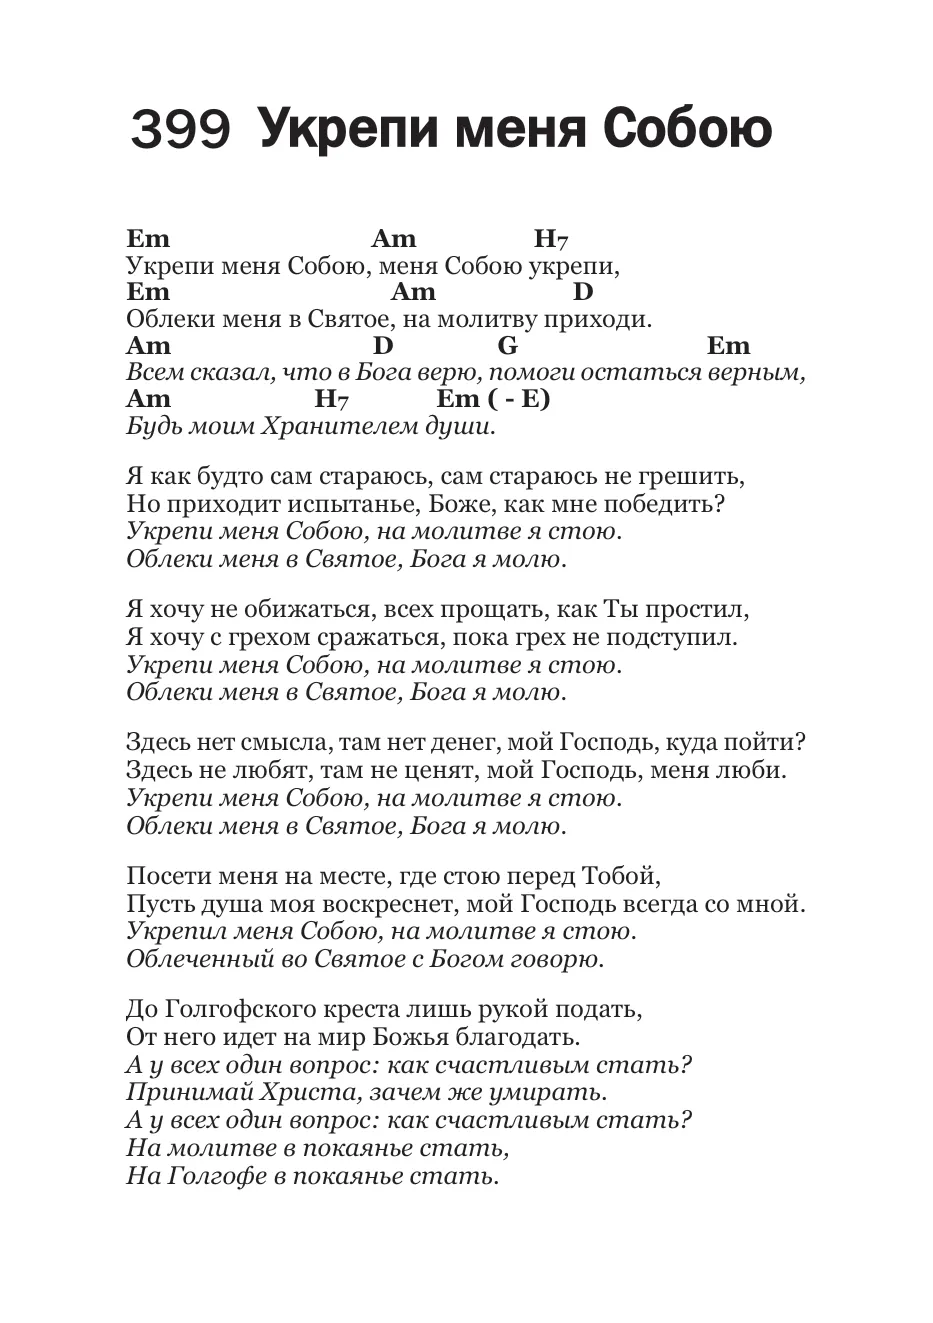 399 Укрепи меня Собою
Em Am H7
Укрепи меня Собою, меня Собою укрепи,
Em Am D
Облеки меня в Святое, на молитву приходи.
Am D G Em
Всем сказал, что в Бога верю, помоги остаться верным,
Am H7 Em ( - E)
Будь моим Хранителем души.
Я как будто сам стараюсь, сам стараюсь не грешить,
Но приходит испытанье, Боже, как мне победить?
Укрепи меня Собою, на молитве я стою.
Облеки меня в Святое, Бога я молю.
Я хочу не обижаться, всех прощать, как Ты простил,
Я хочу с грехом сражаться, пока грех не подступил.
Укрепи меня Собою, на молитве я стою.
Облеки меня в Святое, Бога я молю.
Здесь нет смысла, там нет денег, мой Господь, куда пойти?
Здесь не любят, там не ценят, мой Господь, меня люби.
Укрепи меня Собою, на молитве я стою.
Облеки меня в Святое, Бога я молю.
Посети меня на месте, где стою перед Тобой,
Пусть душа моя воскреснет, мой Господь всегда со мной.
Укрепил меня Собою, на молитве я стою.
Облеченный во Святое с Богом говорю.
До Голгофского креста лишь рукой подать,
От него идет на мир Божья благодать.
А у всех один вопрос: как счастливым стать?
Принимай Христа, зачем же умирать.
А у всех один вопрос: как счастливым стать?
На молитве в покаянье стать,
На Голгофе в покаянье стать.